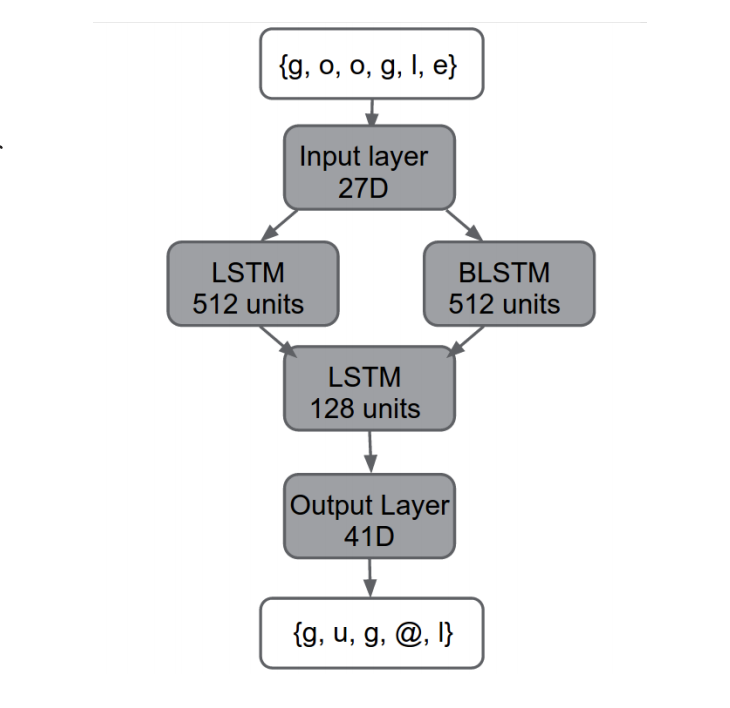 {g, o, o, g, l, e}
Input layer
27D
LSTM
512 units
BLSTM
512 units
LSTM
128 units
Output Layer
41D
{g, u, g, @, l}